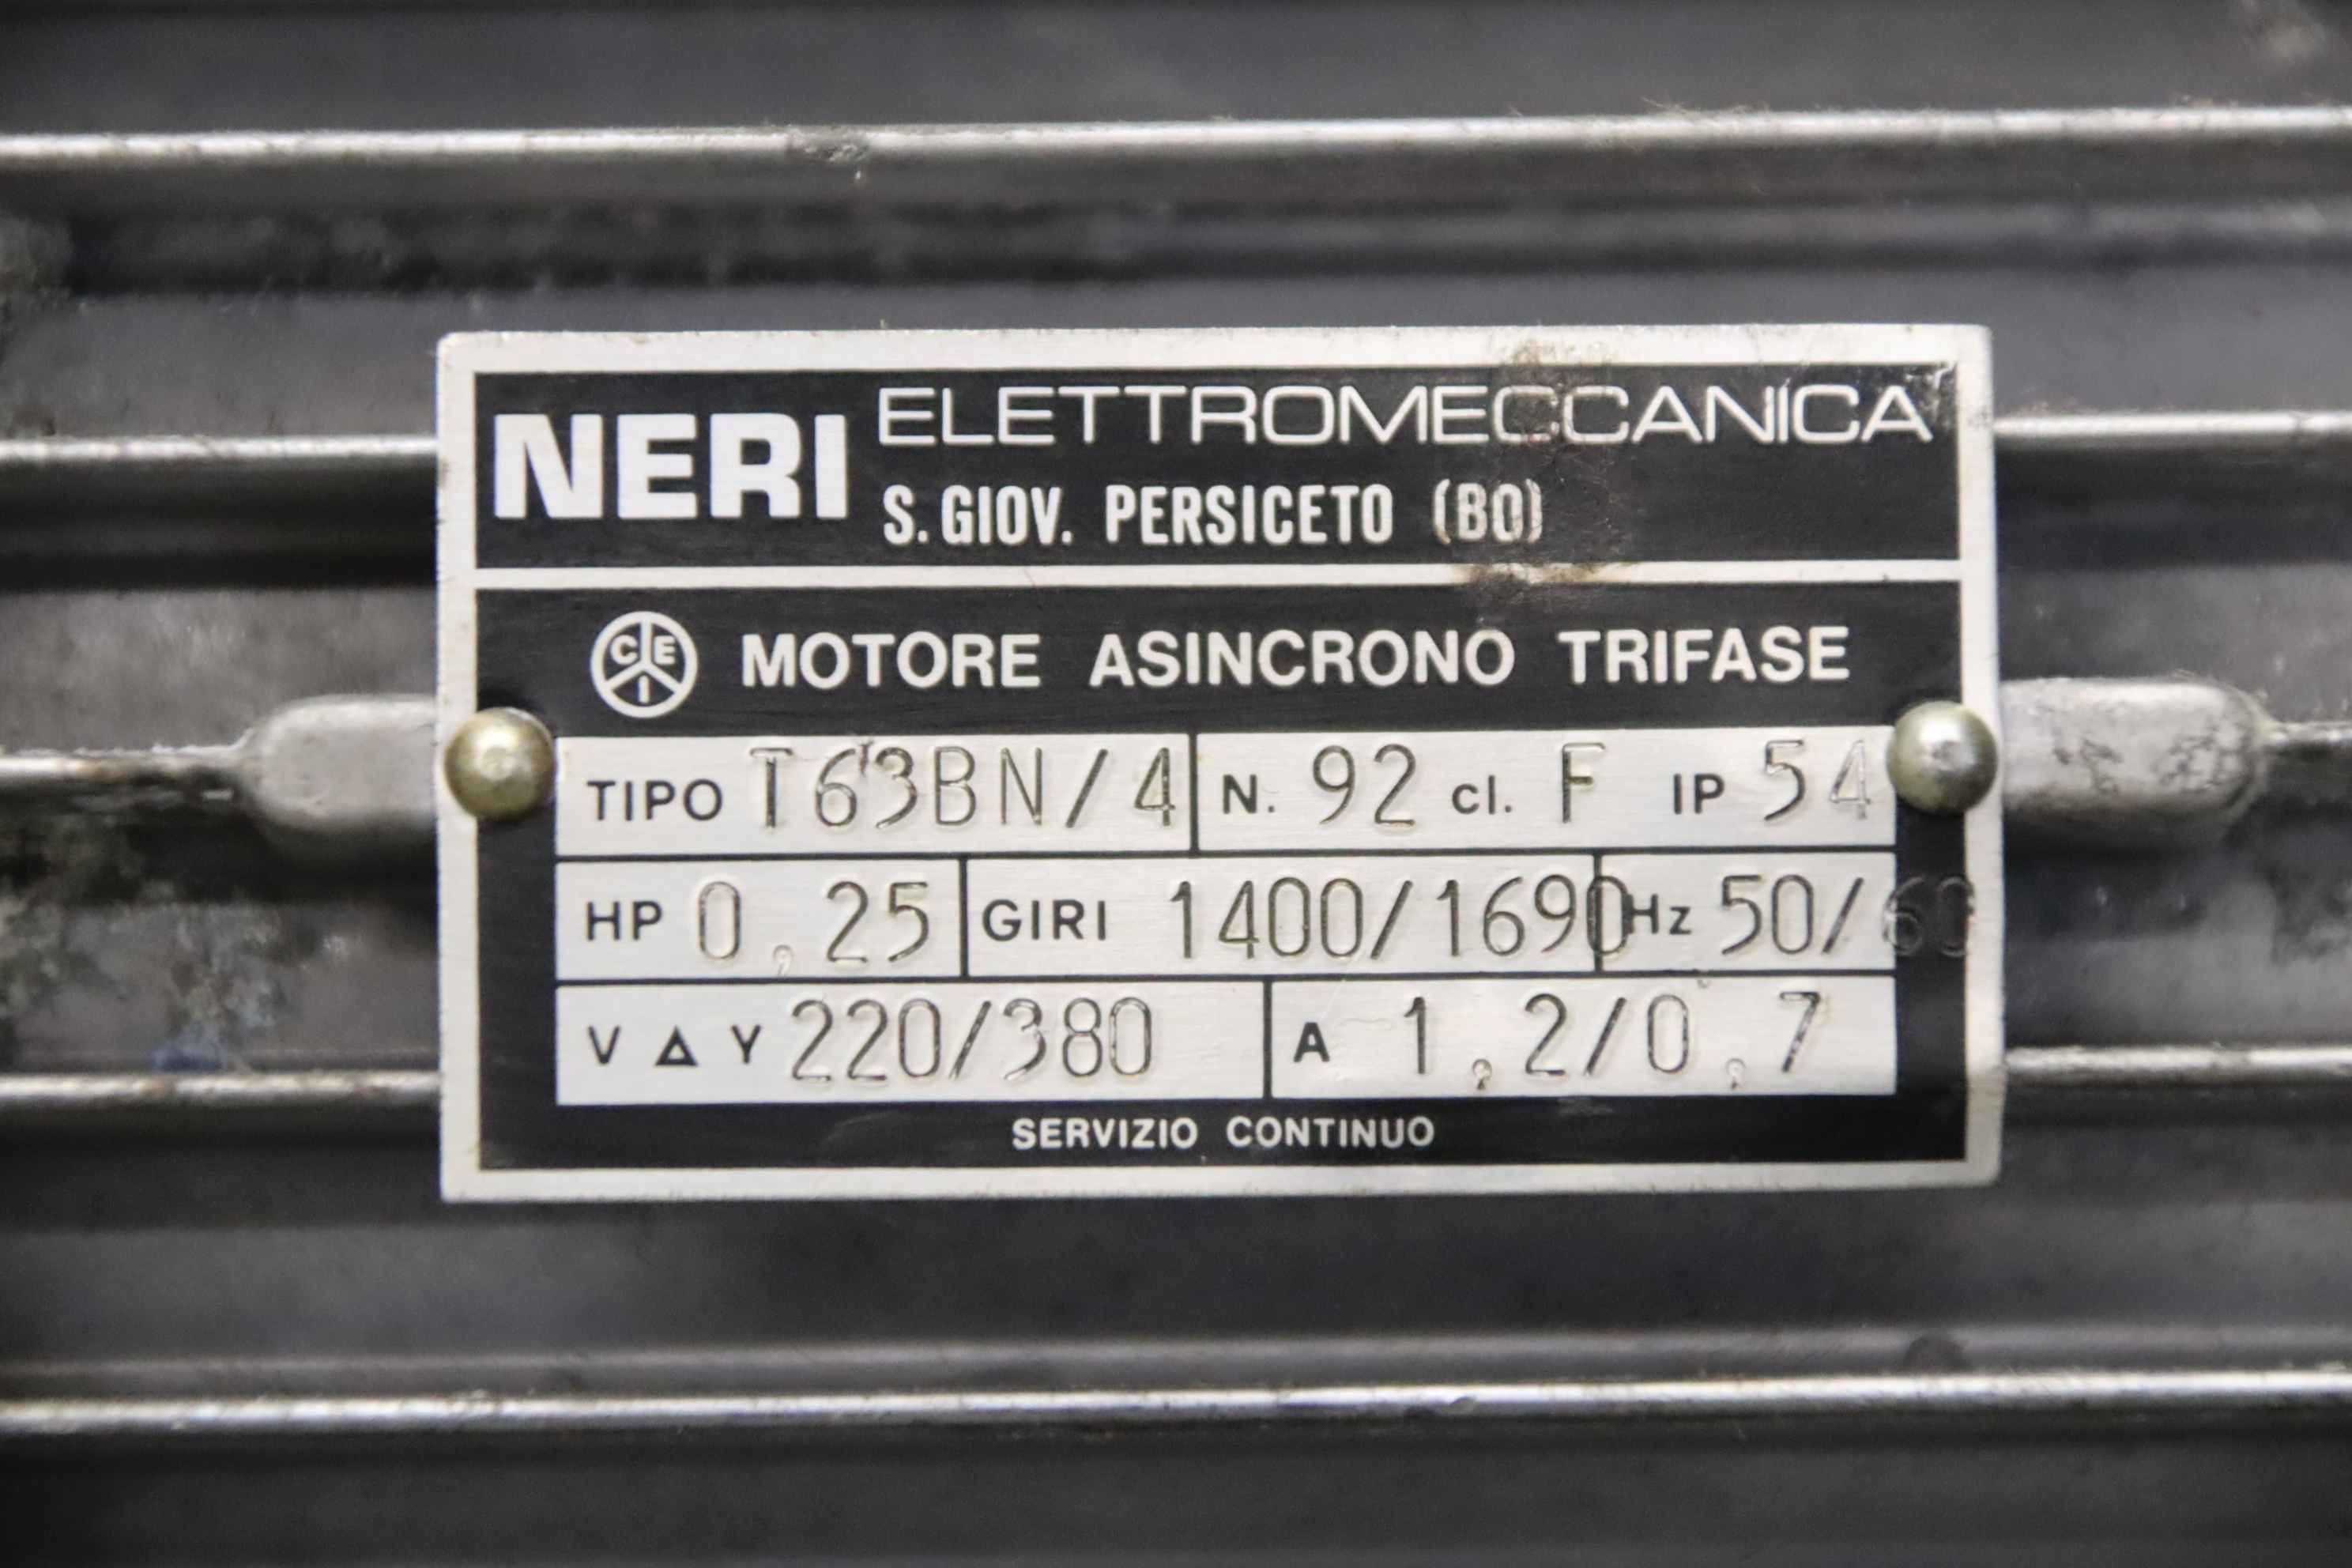 NERI ELETTROMECCANICA
S. GIOV. PERSICETO (BO)
CEI MOTORE ASINCRONO TRIFASE
TIPO T63BN/4 N. 92 cl. F IP 54
HP 0,25 GIRI 1400/1690 Hz 50/60
V Δ Y 220/380 A 1,2/0,7
SERVIZIO CONTINUO